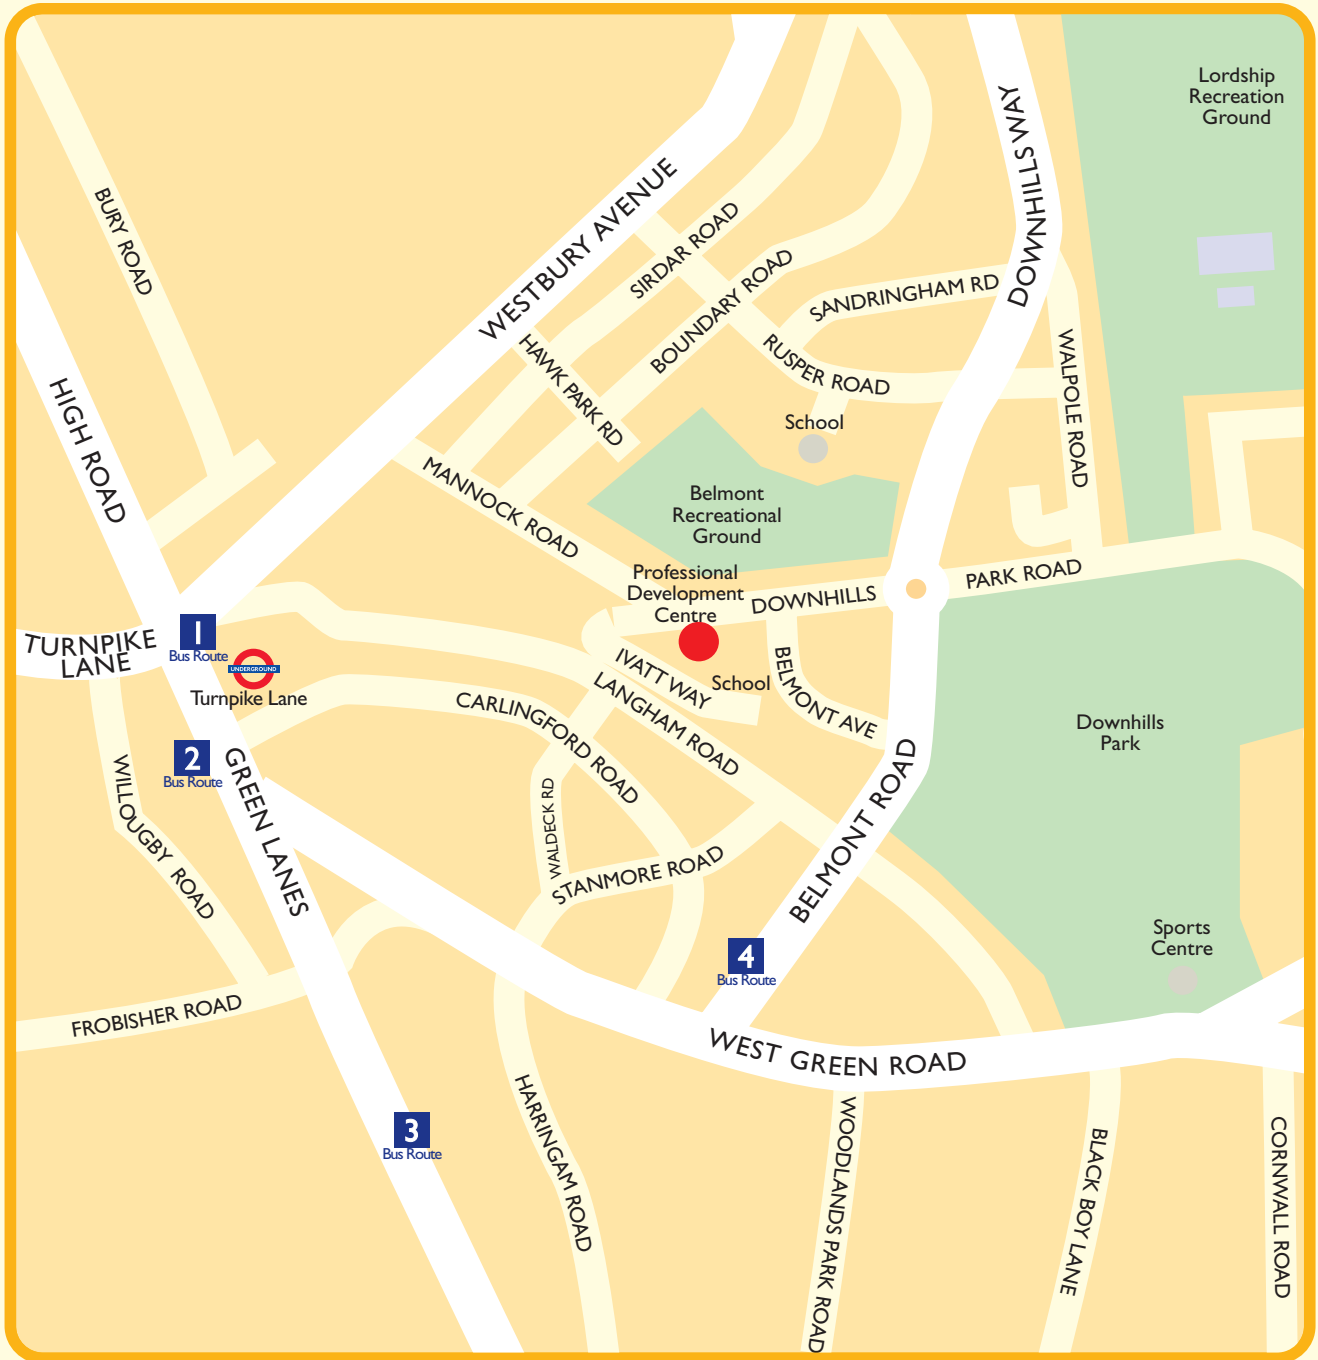 Lordship
Recreation
Ground
DOWNHILLS WAY
BURY ROAD
WESTBURY AVENUE
SIRDAR ROAD
BOUNDARY ROAD
SANDRINGHAM RD
HAWK PARK RD
RUSPER ROAD
WALPOLE ROAD
HIGH ROAD
School
MANNOCK ROAD
Belmont
Recreational
Ground
Professional
Development
Centre
DOWNHILLS
PARK ROAD
TURNPIKE
LANE
1
Bus Route
UNDERGROUND
Turnpike Lane
IVATT WAY
School
BELMONT AVE
LANGHAM ROAD
CARLINGFORD ROAD
Downhills
Park
2
Bus Route
GREEN LANES
WILLOUGBY ROAD
WALDECK RD
STANMORE ROAD
BELMONT ROAD
Sports
Centre
4
Bus Route
FROBISHER ROAD
WEST GREEN ROAD
3
Bus Route
HARRINGAM ROAD
WOODLANDS PARK ROAD
BLACK BOY LANE
CORNWALL ROAD